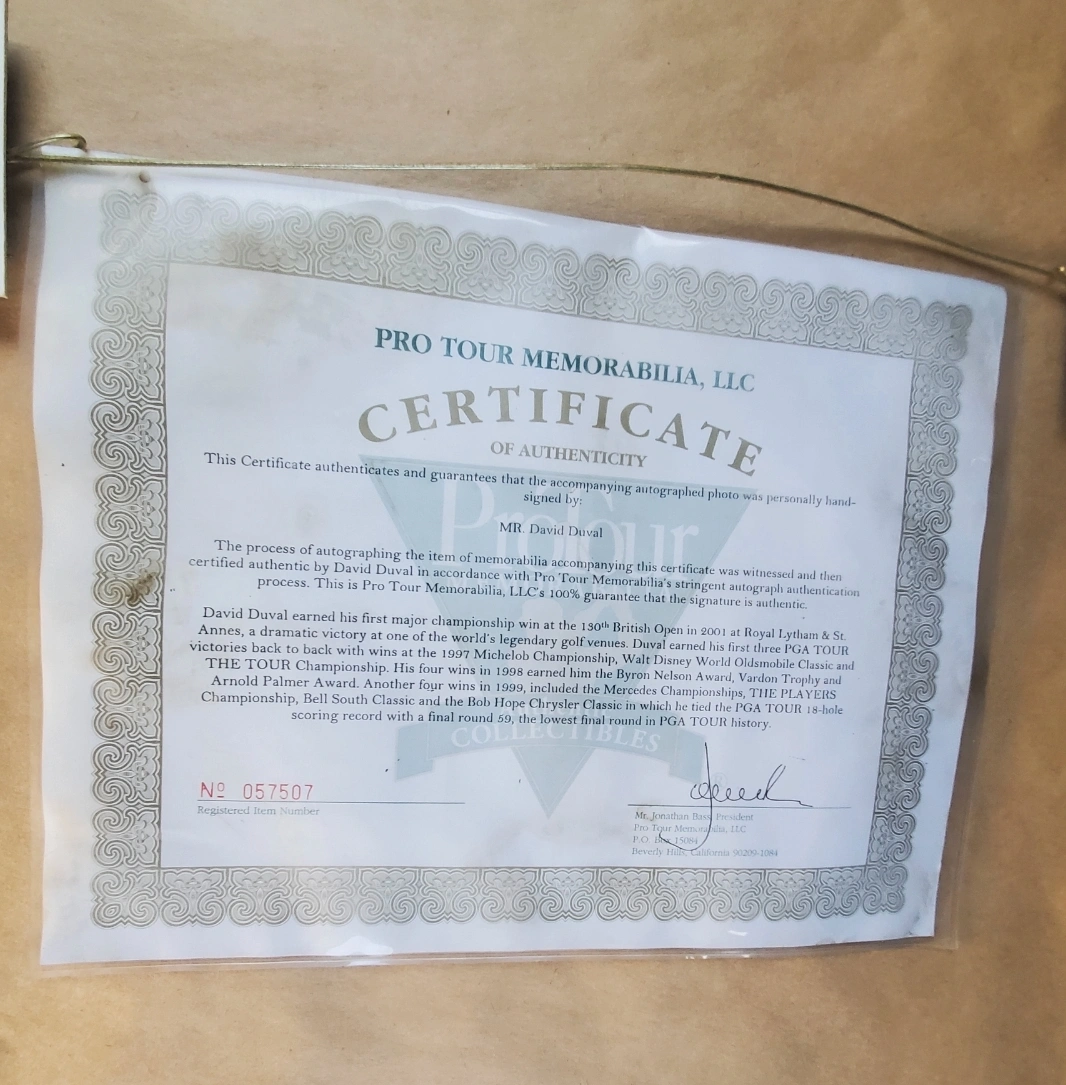 PRO TOUR MEMORABILIA, LLC
CERTIFICATE
OF AUTHENTICITY
This Certificate authenticates and guarantees that the accompanying autographed photo was personally hand-
signed by:
MR. David Duval
The process of autographing the item of memorabilia accompanying this certificate was witnessed and then
certified authentic by David Duval in accordance with Pro Tour Memorabilia's stringent autograph authentication
process. This is Pro Tour Memorabilia, LLC's 100% guarantee that the signature is authentic.
David Duval earned his first major championship win at the 130th British Open in 2001 at Royal Lytham & St.
Annes, a dramatic victory at one of the world's legendary golf venues. Duval earned his first three PGA TOUR
victories back to back with wins at the 1997 Michelob Championship, Walt Disney World Oldsmobile Classic and
THE TOUR Championship. His four wins in 1998 earned him the Byron Nelson Award, Vardon Trophy and
Arnold Palmer Award. Another four wins in 1999, included the Mercedes Championships, THE PLAYERS
Championship, Bell South Classic and the Bob Hope Chrysler Classic in which he tied the PGA TOUR 18-hole
scoring record with a final round 59, the lowest final round in PGA TOUR history.
ProTour
COLLECTIBLES
Nº 057507
Registered Item Number
Mr. Jonathan Bass, President
Pro Tour Memorabilia, LLC
P.O. Box 15084
Beverly Hills, California 90209-1084